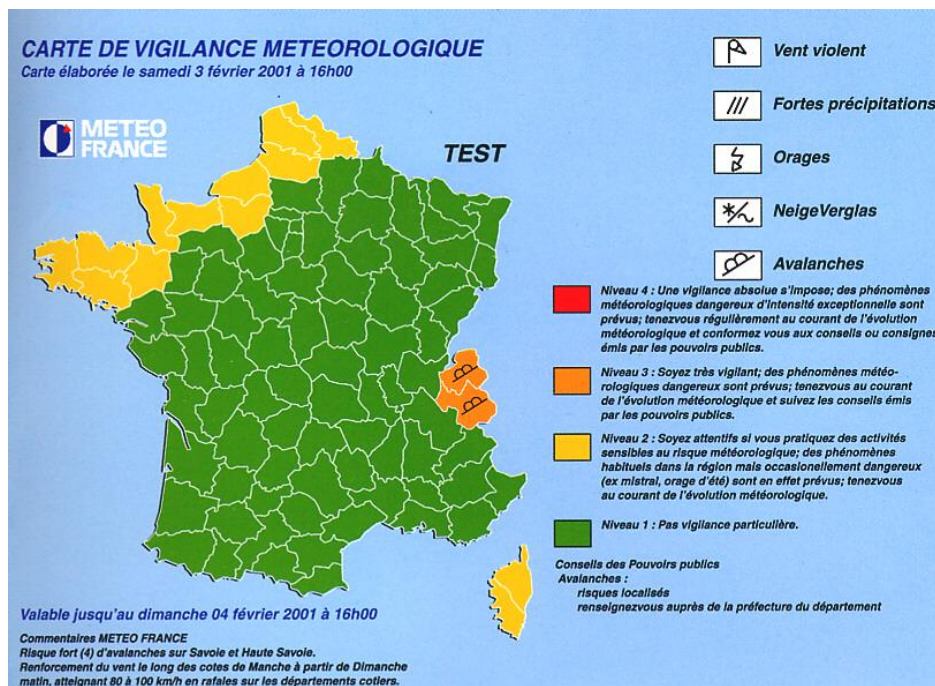 CARTE DE VIGILANCE METEOROLOGIQUE
Carte élaborée le samedi 3 février 2001 à 16h00
METEO
FRANCE
TEST
Vent violent
Fortes précipitations
Orages
NeigeVerglas
Avalanches
Niveau 4 : Une vigilance absolue s'impose; des phénomènes
météorologiques dangereux d'intensité exceptionnelle sont
prévus; tenezvous régulièrement au courant de l'évolution
météorologique et conformez vous aux conseils ou consignes
émis par les pouvoirs publics.
Niveau 3 : Soyez très vigilant; des phénomènes météo-
rologiques dangereux sont prévus; tenezvous au courant
de l'évolution météorologique et suivez les conseils émis
par les pouvoirs publics.
Niveau 2 : Soyez attentifs si vous pratiquez des activités
sensibles au risque météorologique; des phénomènes
habituels dans la région mais occasionellement dangereux
(ex mistral, orage d'été) sont en effet prévus; tenezvous
au courant de l'évolution météorologique.
Niveau 1 : Pas vigilance particulière.
Conseils des Pouvoirs publics
Avalanches :
risques localisés
renseignezvous auprès de la préfecture du département
Valable jusqu'au dimanche 04 février 2001 à 16h00
Commentaires METEO FRANCE
Risque fort (4) d'avalanches sur Savoie et Haute Savoie.
Renforcement du vent le long des cotes de Manche à partir de Dimanche
matin, atteignant 80 à 100 km/h en rafales sur les départements cotiers.